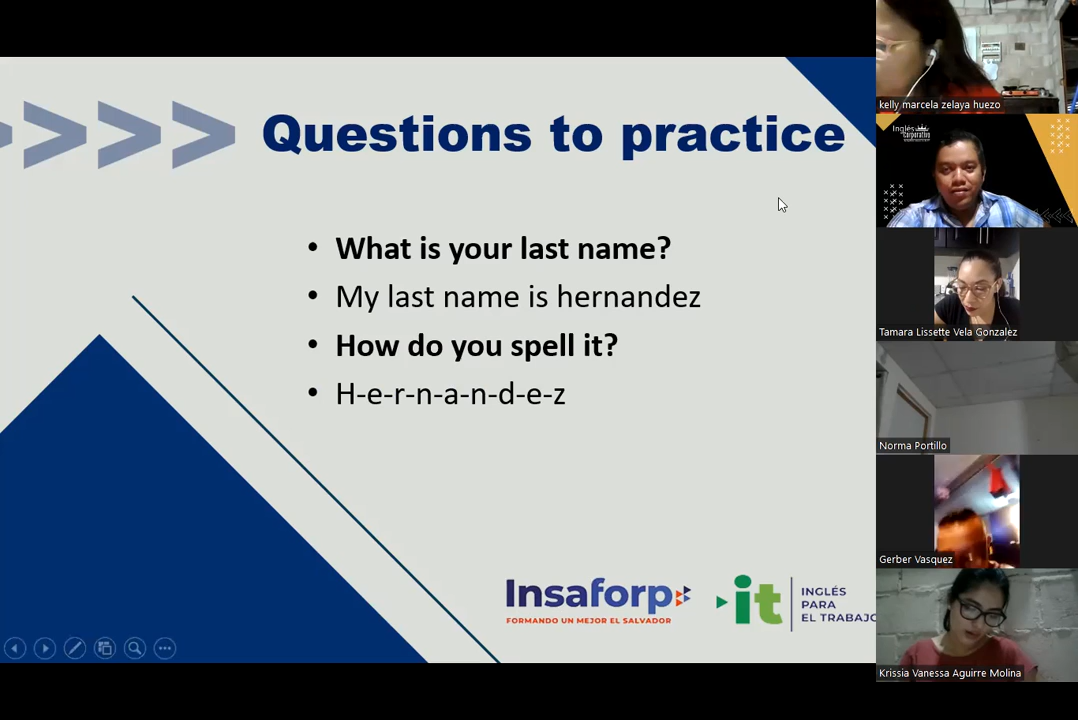 Questions to practice
• What is your last name?
• My last name is hernandez
• How do you spell it?
• H-e-r-n-a-n-d-e-z
Insaforp
FORMANDO UN MEJOR EL SALVADOR
it
INGLÉS
PARA
EL TRABAJO
kelly marcela zelaya huezo
Inglés
Corporativo
Tamara Lissette Vela Gonzalez
Norma Portillo
Gerber Vasquez
Krissia Vanessa Aguirre Molina